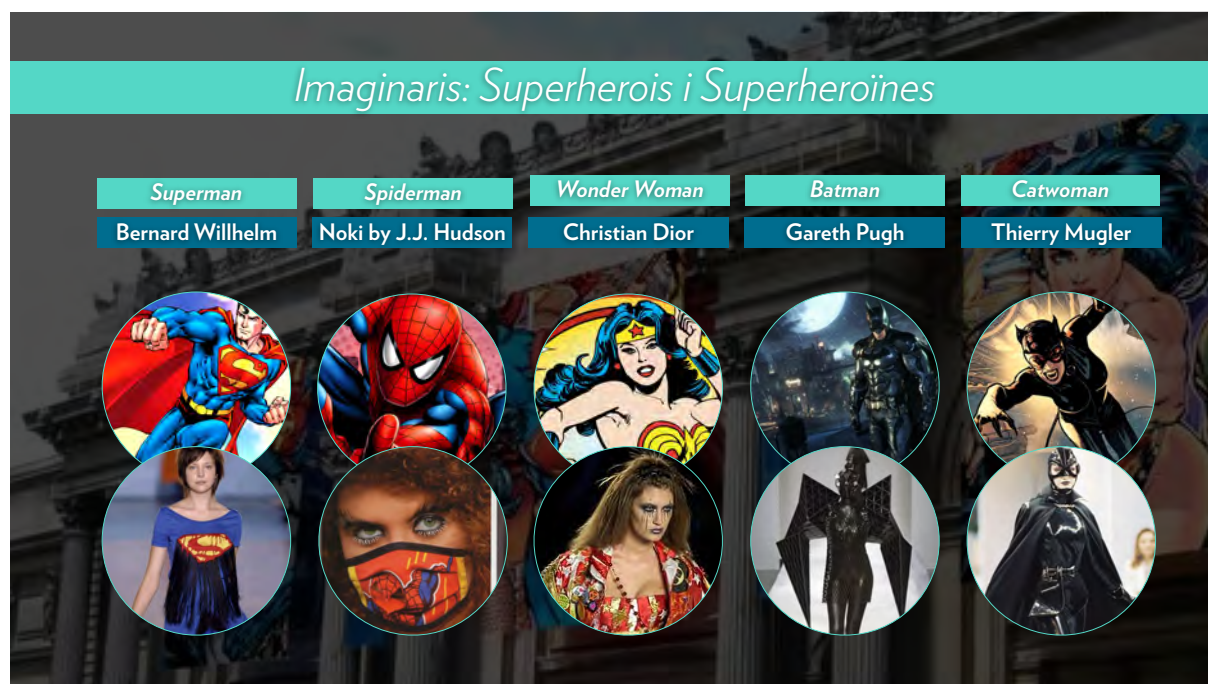 Imaginaris: Superherois i Superheroïnes
Superman
Bernard Willhelm
Spiderman
Noki by J.J. Hudson
Wonder Woman
Christian Dior
Batman
Gareth Pugh
Catwoman
Thierry Mugler